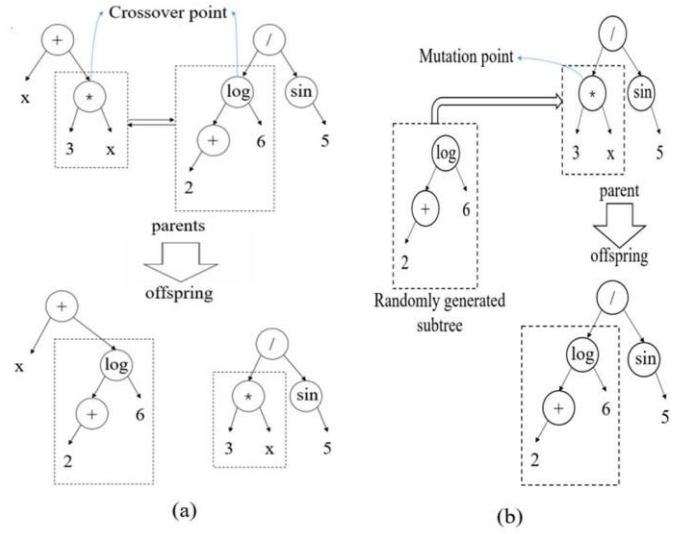 Crossover point
+
/
x
*
log
sin
3
x
+
6
5
2
parents
offspring
+
/
x
log
*
sin
+
6
3
x
5
2
(a)
/
Mutation point
*
sin
log
3
x
5
+
6
parent
2
offspring
Randomly generated
subtree
/
log
sin
+
6
5
2
(b)